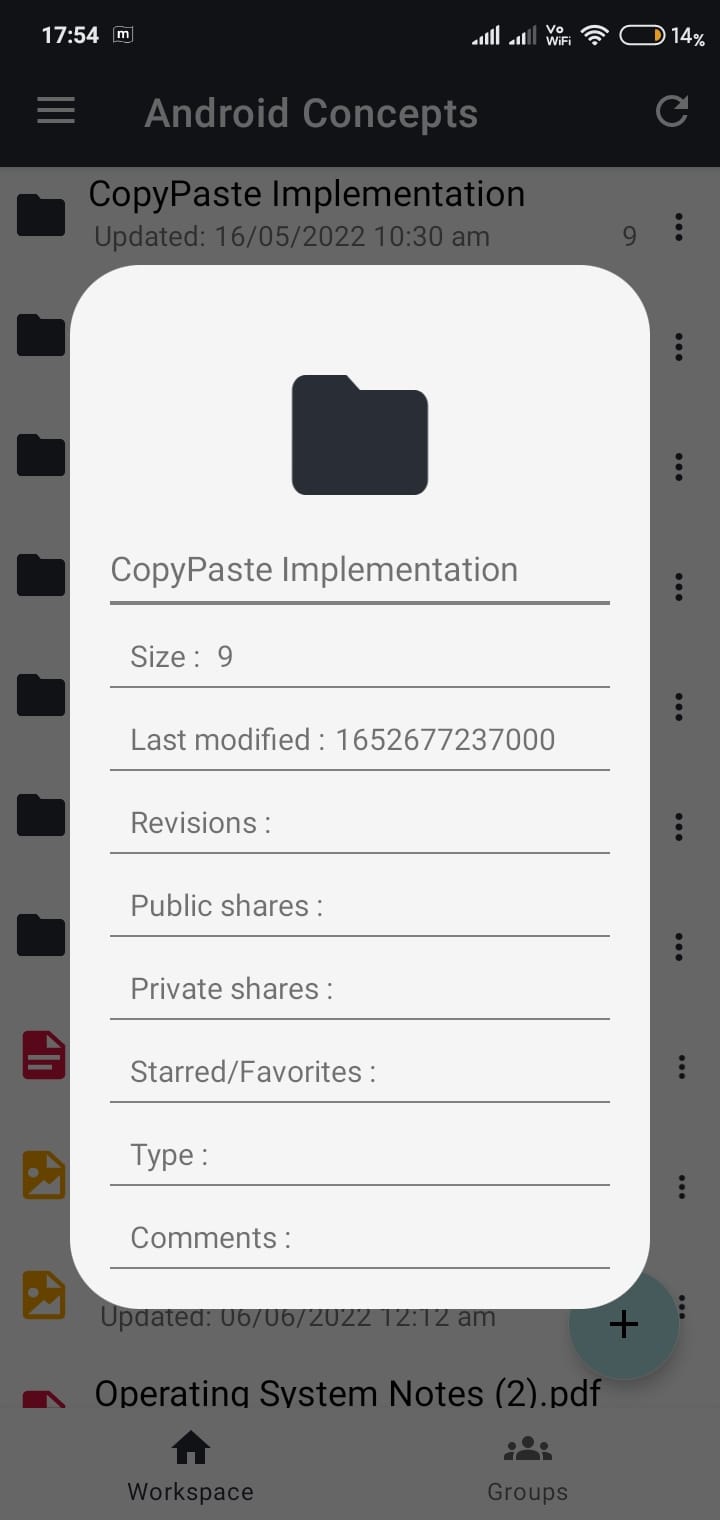 17:54 m Vo WiFi 14%
Android Concepts
CopyPaste Implementation
Updated: 16/05/2022 10:30 am 9
CopyPaste Implementation
Size : 9
Last modified : 1652677237000
Revisions :
Public shares :
Private shares :
Starred/Favorites :
Type :
Comments :
Updated: 06/06/2022 12:12 am
Operating System Notes (2).pdf
Workspace Groups